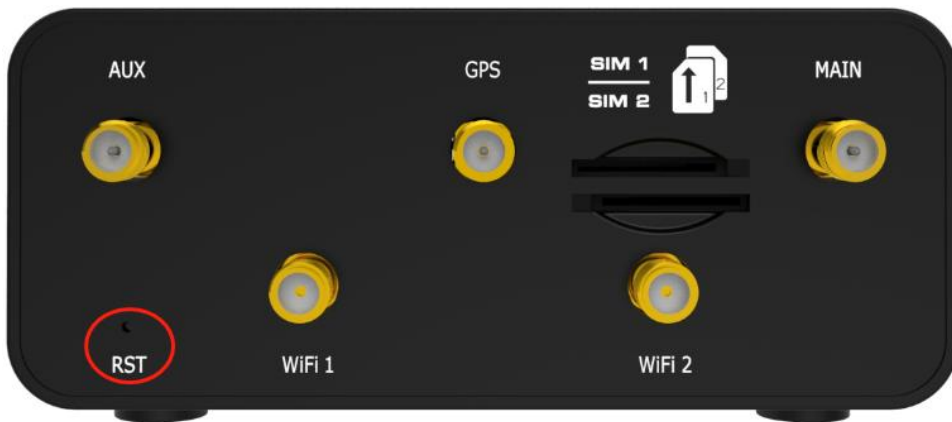 AUX
GPS
SIM 1
SIM 2
1
2
MAIN
RST
WiFi 1
WiFi 2